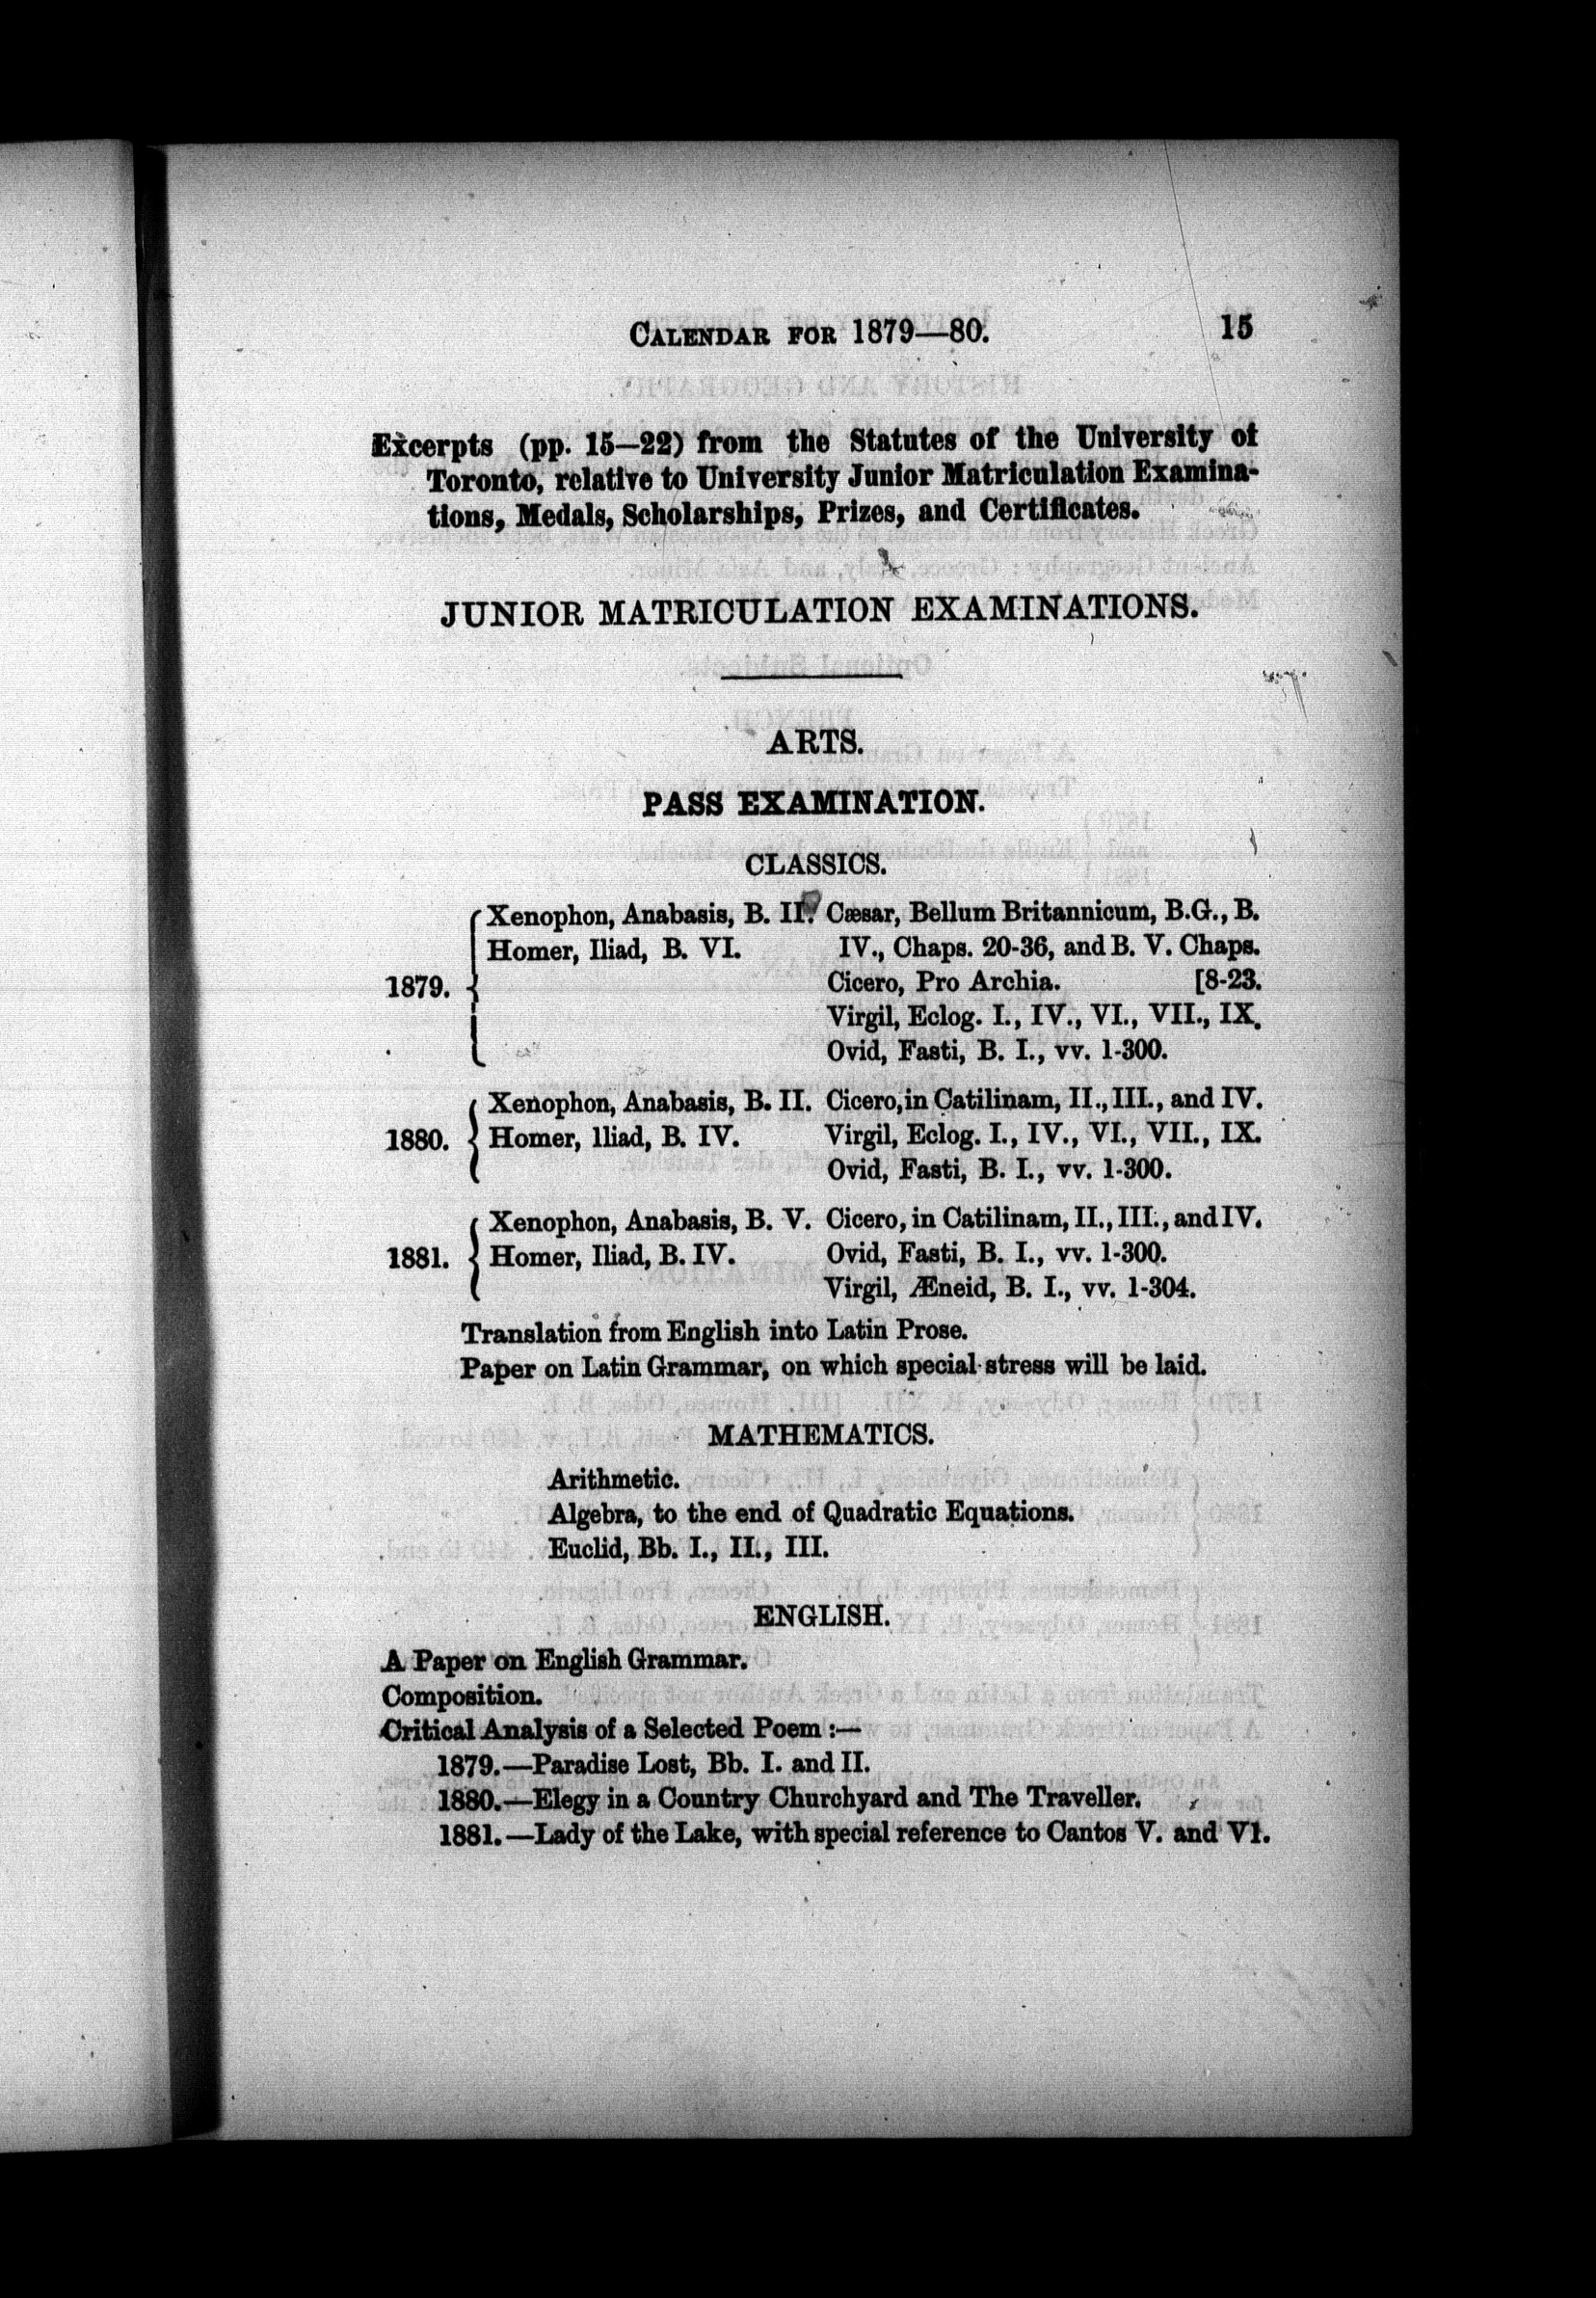 CALENDAR FOR 1879—80. 15
Excerpts (pp. 15—22) from the Statutes of the University of
Toronto, relative to University Junior Matriculation Examina-
tions, Medals, Scholarships, Prizes, and Certificates.
JUNIOR MATRICULATION EXAMINATIONS.
ARTS.
PASS EXAMINATION.
CLASSICS.
Xenophon, Anabasis, B. II. Cæsar, Bellum Britannicum, B.G., B.
Homer, Iliad, B. VI. IV., Chaps. 20-36, and B. V. Chaps.
1879. Cicero, Pro Archia. [8-23.
Virgil, Eclog. I., IV., VI., VII., IX.
Ovid, Fasti, B. I., vv. 1-300.
Xenophon, Anabasis, B. II. Cicero, in Catilinam, II., III., and IV.
1880. Homer, Iliad, B. IV. Virgil, Eclog. I., IV., VI., VII., IX.
Ovid, Fasti, B. I., vv. 1-300.
Xenophon, Anabasis, B. V. Cicero, in Catilinam, II., III., and IV.
1881. Homer, Iliad, B. IV. Ovid, Fasti, B. I., vv. 1-300.
Virgil, Æneid, B. I., vv. 1-304.
Translation from English into Latin Prose.
Paper on Latin Grammar, on which special stress will be laid.
MATHEMATICS.
Arithmetic.
Algebra, to the end of Quadratic Equations.
Euclid, Bb. I., II., III.
ENGLISH.
A Paper on English Grammar.
Composition.
Critical Analysis of a Selected Poem :—
1879.—Paradise Lost, Bb. I. and II.
1880.—Elegy in a Country Churchyard and The Traveller.
1881.—Lady of the Lake, with special reference to Cantos V. and VI.